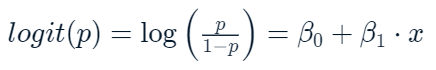 logit(p) = log(p/(1−p)) = β₀ + β₁ · x